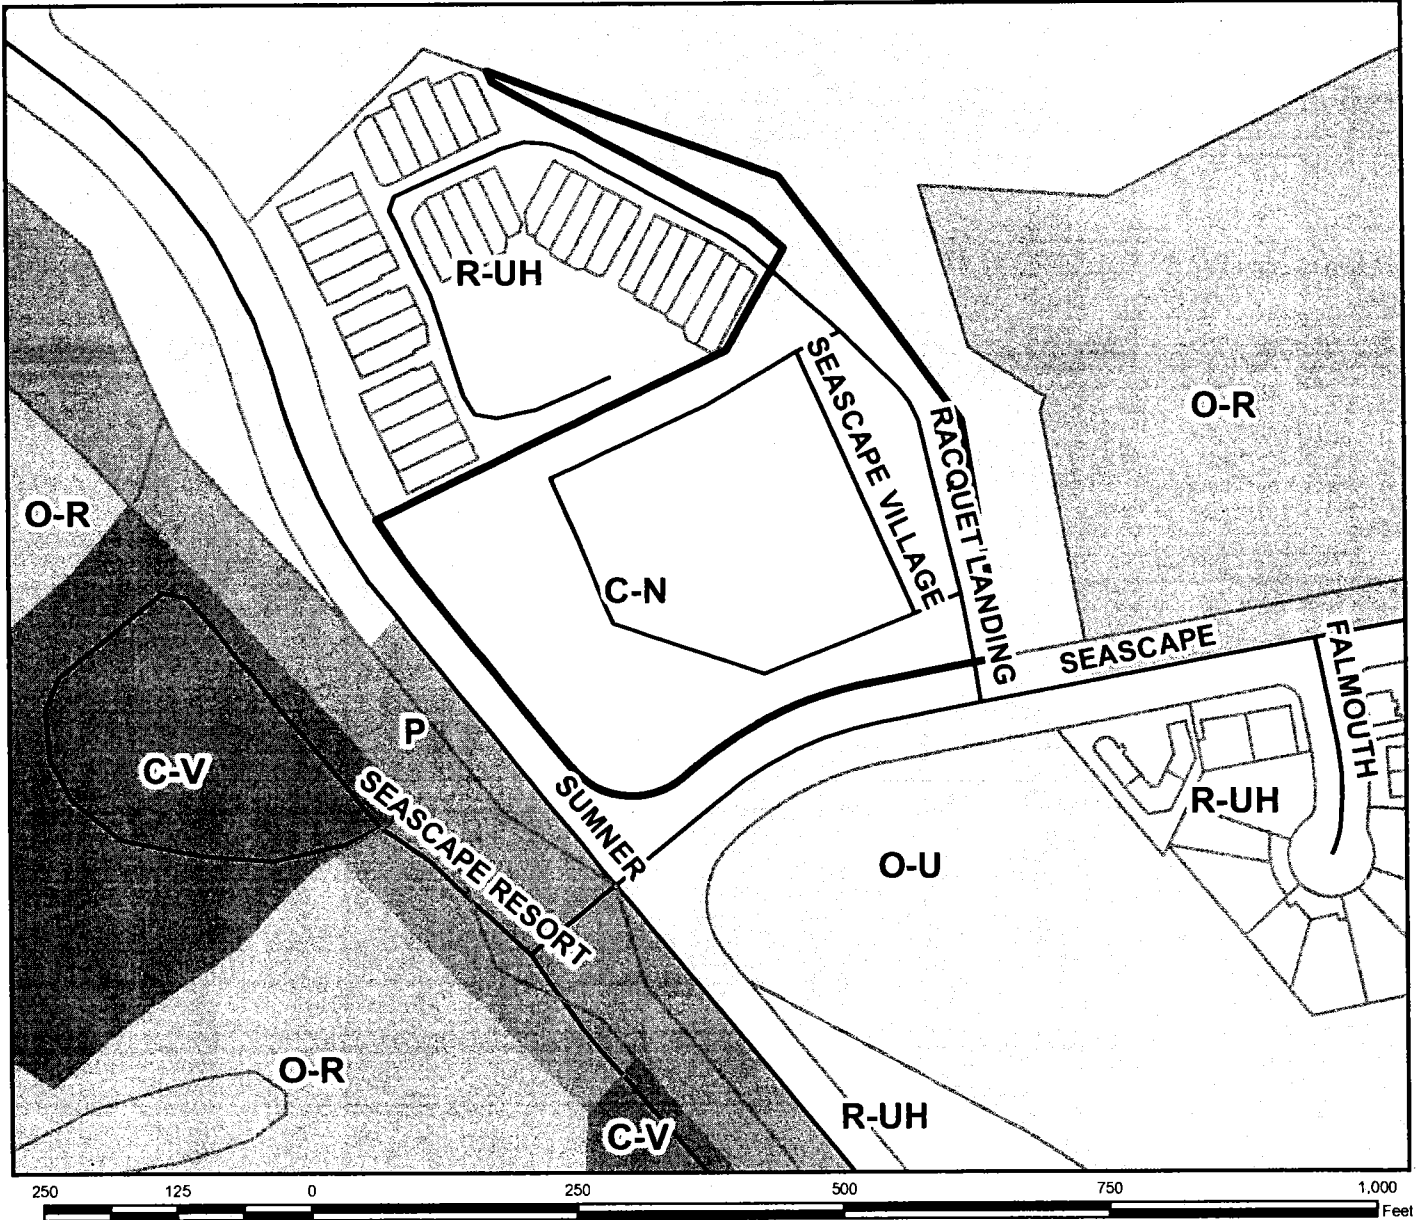 R-UH
SEASCAPE VILLAGE
RACQUET LANDING
O-R
O-R
C-N
SEASCAPE
FALMOUTH
P
C-V
SEASCAPE RESORT
SUMNER
R-UH
O-U
O-R
R-UH
C-V
250 125 0 250 500 750 1,000
Feet